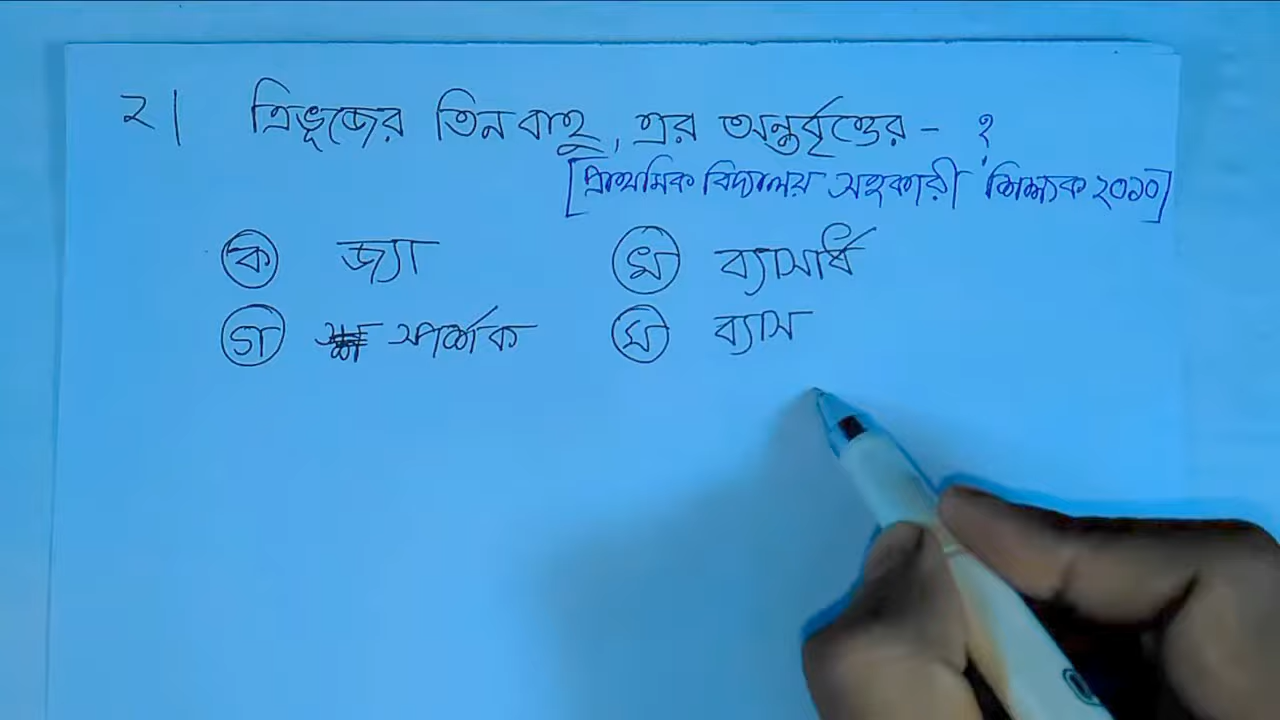 ২| ত্রিভূজের তিন বাহু, এর অন্তর্বৃত্তের - ?
[প্রাথমিক বিদ্যালয় সহকারী শিক্ষক ২০১০]
ক জ্যা খ ব্যাসার্ধ
গ স্পর্শক ঘ ব্যাস